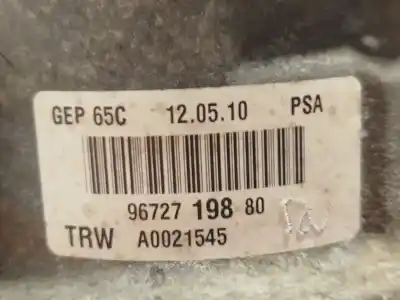 GEP 65C 12.05.10 PSA
96727 198 80
TRW A0021545